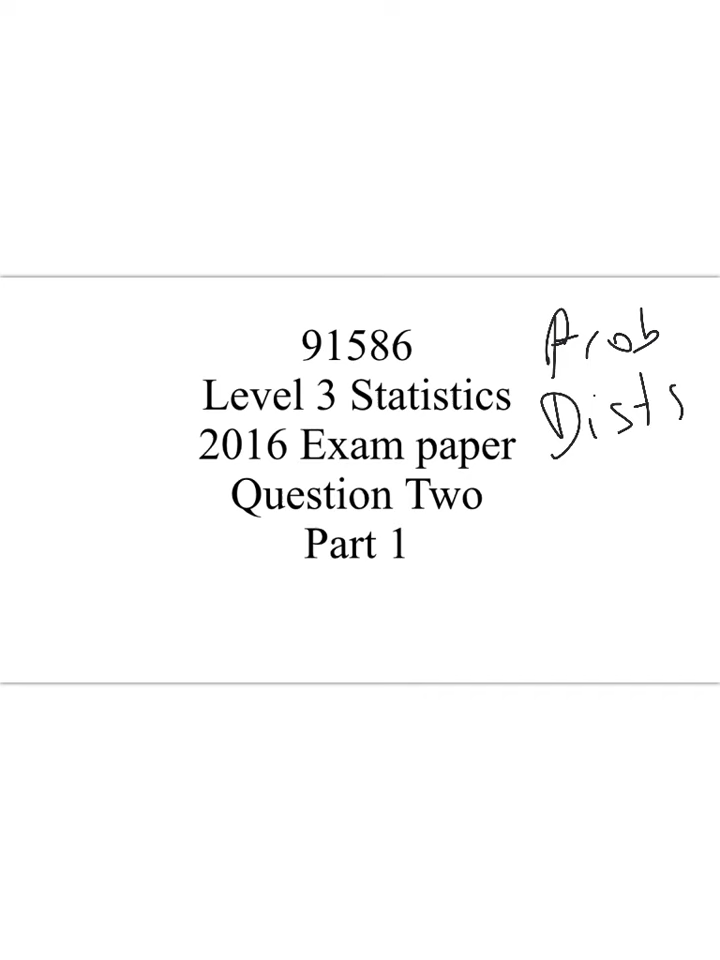 91586
Level 3 Statistics
2016 Exam paper
Question Two
Part 1
Prob
Dists